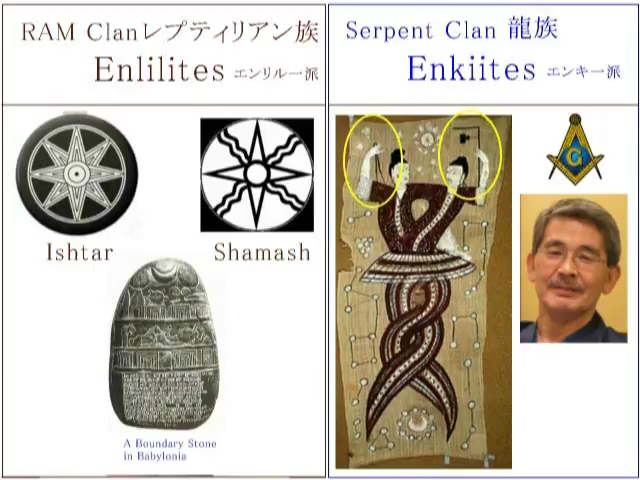 RAM Clanレプティリアン族
Enlilites エンリル一派
Ishtar
Shamash
A Boundary Stone
in Babylonia
Serpent Clan 龍族
Enkiites エンキ一派
G